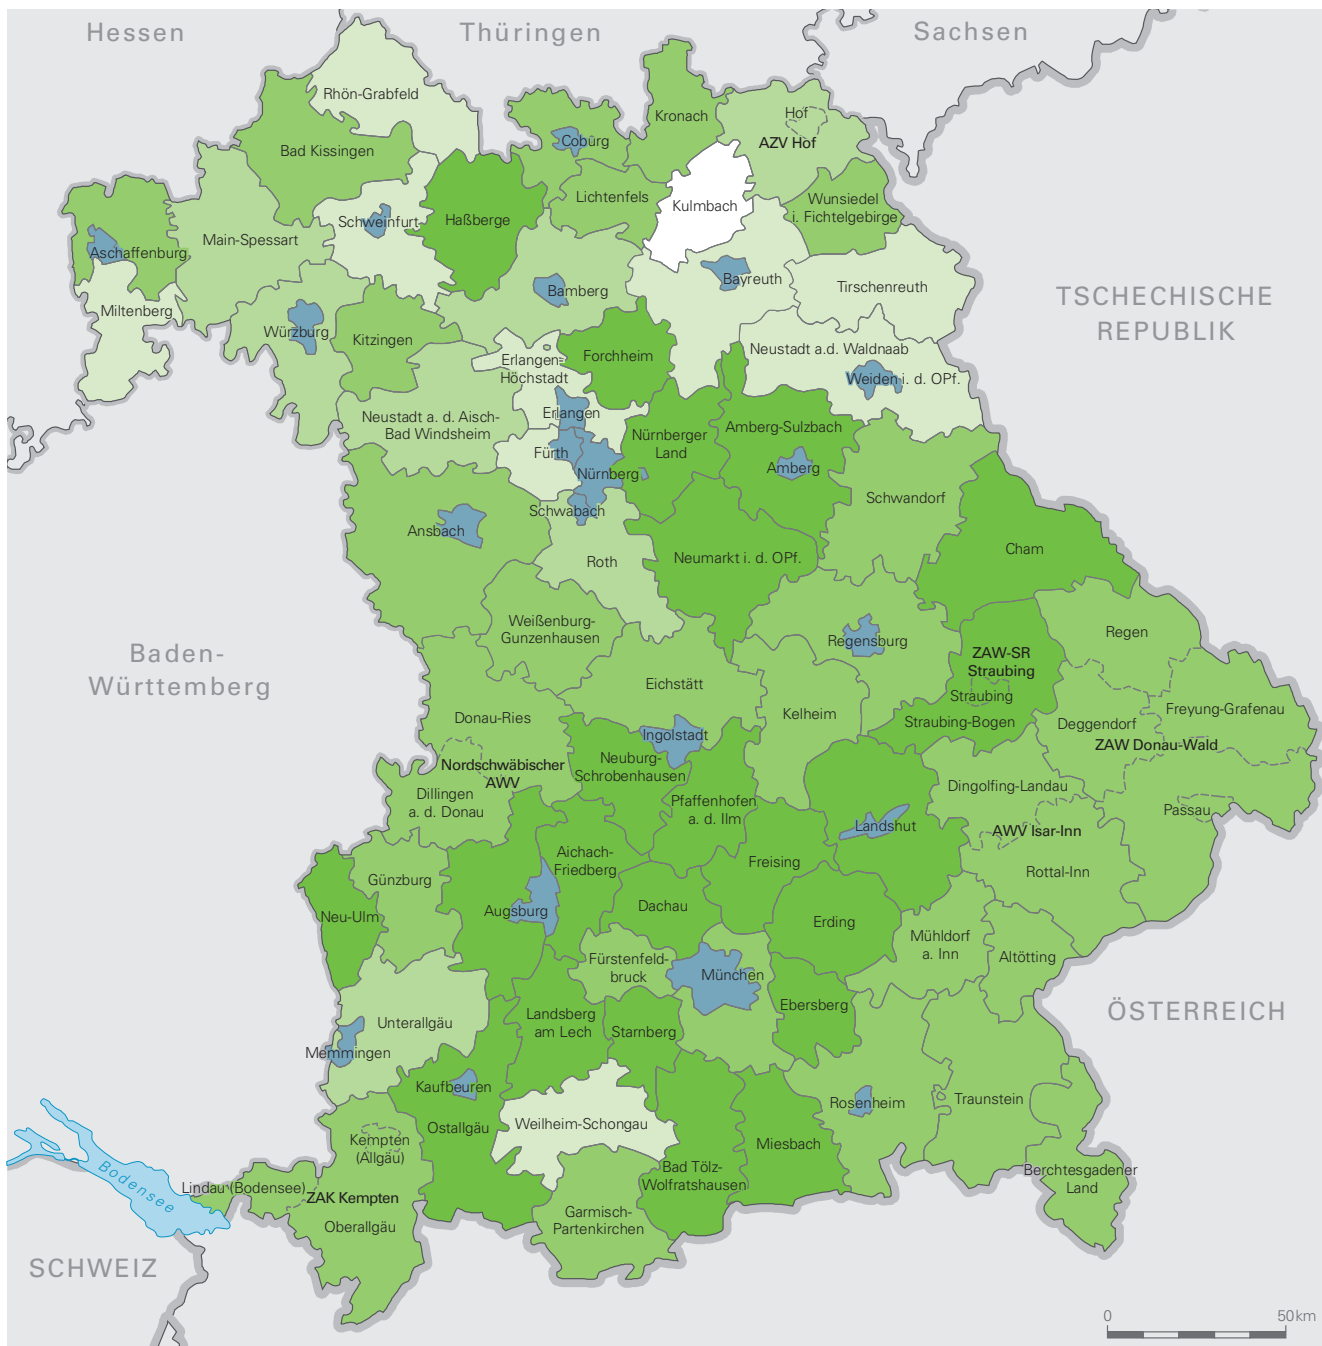 Hessen
Thüringen
Sachsen
Rhön-Grabfeld
Kronach
Hof
AZV Hof
Coburg
Bad Kissingen
Lichtenfels
Kulmbach
Wunsiedel
i. Fichtelgebirge
Schweinfurt
Haßberge
Main-Spessart
Aschaffenburg
Bayreuth
Tirschenreuth
Bamberg
TSCHECHISCHE
REPUBLIK
Miltenberg
Würzburg
Kitzingen
Forchheim
Neustadt a.d. Waldnaab
Erlangen-
Höchstadt
Weiden i. d. OPf.
Erlangen
Neustadt a. d. Aisch-
Bad Windsheim
Nürnberger
Land
Amberg-Sulzbach
Fürth
Amberg
Nürnberg
Schwandorf
Schwabach
Ansbach
Cham
Roth
Neumarkt i. d. OPf.
Weißenburg-
Gunzenhausen
Regensburg
Regen
Baden-
Württemberg
ZAW-SR
Straubing
Eichstätt
Straubing
Freyung-Grafenau
Donau-Ries
Kelheim
Straubing-Bogen
Deggendorf
Ingolstadt
ZAW Donau-Wald
Nordschwäbischer
AWV
Neuburg-
Schrobenhausen
Dingolfing-Landau
Dillingen
a. d. Donau
Pfaffenhofen
a. d. Ilm
Passau
Landshut
AWV Isar-Inn
Aichach-
Friedberg
Freising
Rottal-Inn
Günzburg
Augsburg
Dachau
Neu-Ulm
Erding
Mühldorf
a. Inn
Altötting
Fürstenfeld-
bruck
München
Ebersberg
ÖSTERREICH
Unterallgäu
Landsberg
am Lech
Starnberg
Memmingen
Kaufbeuren
Rosenheim
Traunstein
Ostallgäu
Weilheim-Schongau
Kempten
(Allgäu)
Miesbach
Bad Tölz-
Wolfratshausen
Berchtesgadener
Land
Bodensee
Lindau (Bodensee)
ZAK Kempten
Oberallgäu
Garmisch-
Partenkirchen
SCHWEIZ
0
50 km